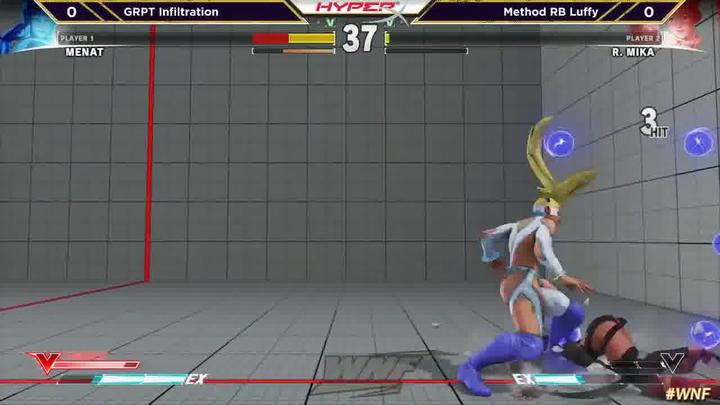 0 GRPT Infiltration HYPER Method RB Luffy 0
PLAYER 1 V 37 V PLAYER 2
MENAT R. MIKA
3 HIT
V V
EX EX
WNF
#WNF